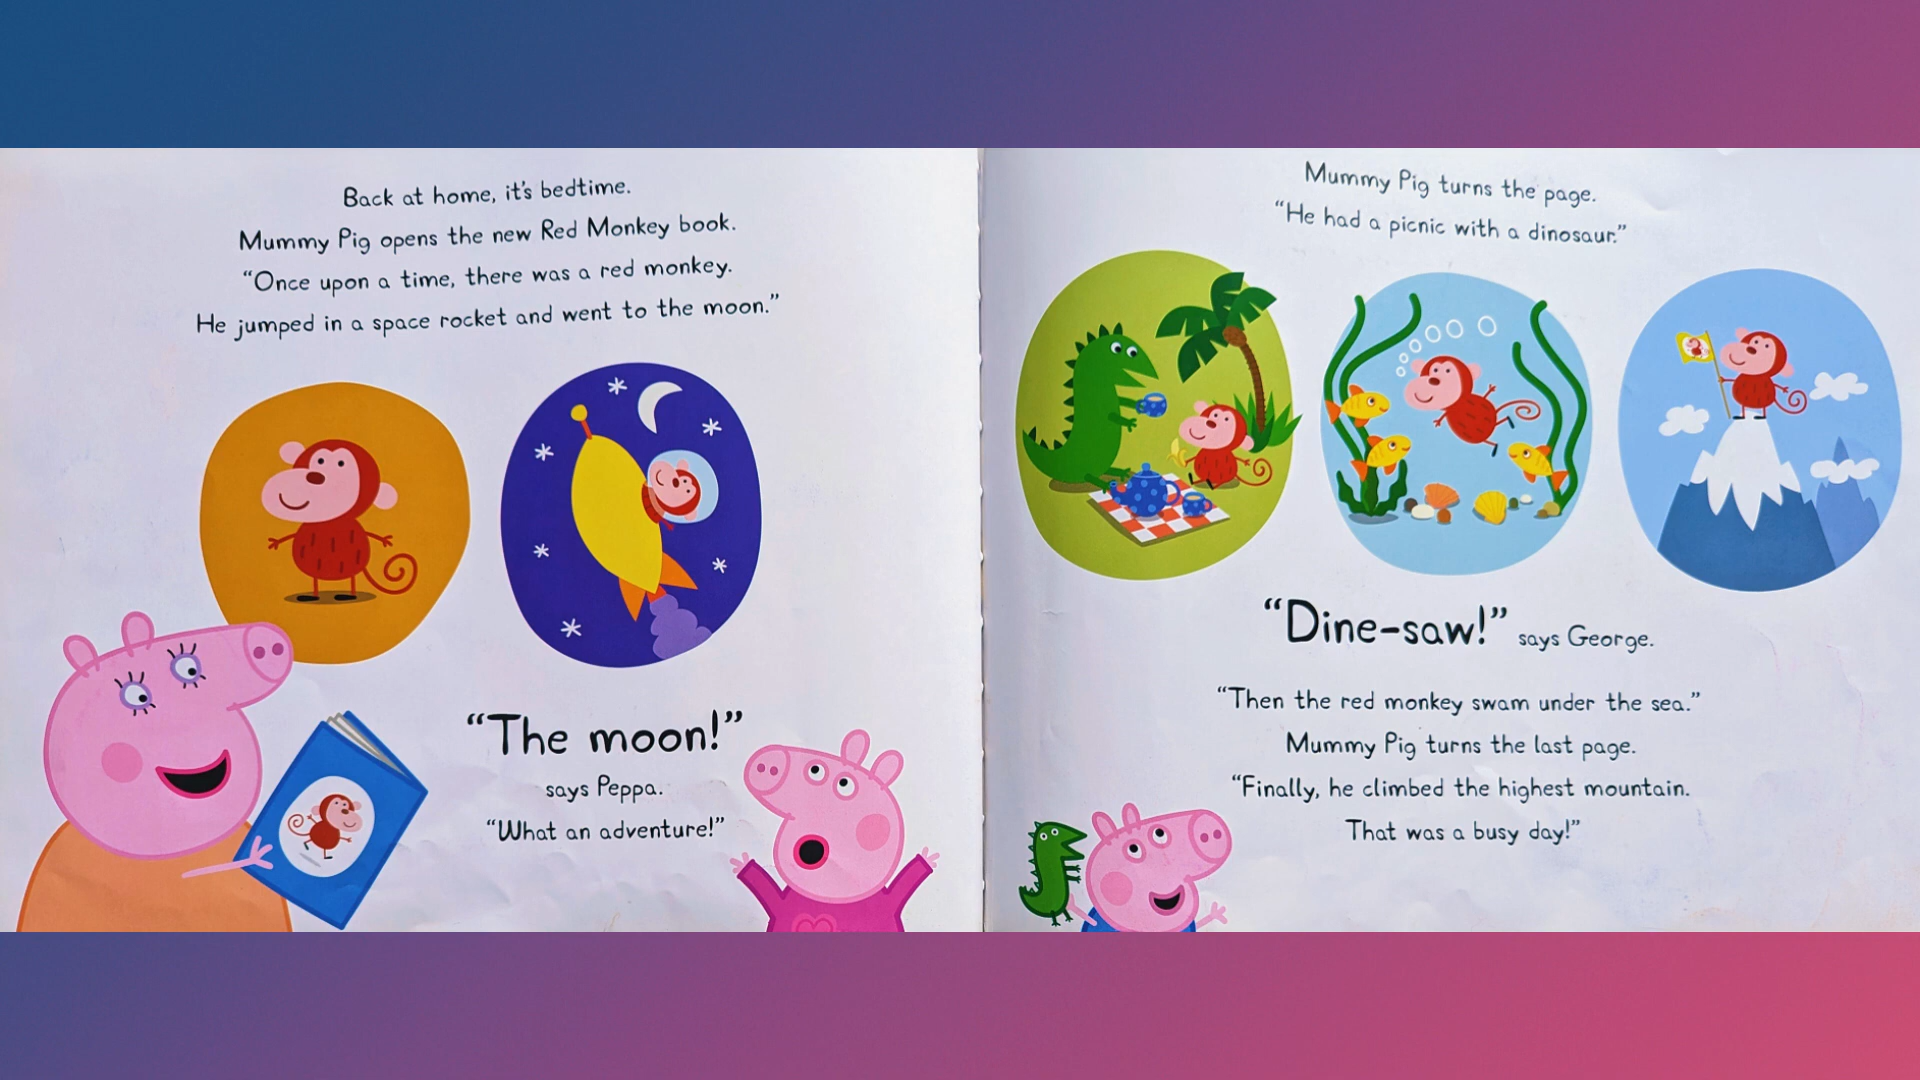 Back at home, it's bedtime.
Mummy Pig opens the new Red Monkey book.
“Once upon a time, there was a red monkey.
He jumped in a space rocket and went to the moon.”
“The moon!”
says Peppa.
“What an adventure!”
Mummy Pig turns the page.
“He had a picnic with a dinosaur.”
“Dine-saw!” says George.
“Then the red monkey swam under the sea.”
Mummy Pig turns the last page.
“Finally, he climbed the highest mountain.
That was a busy day!”